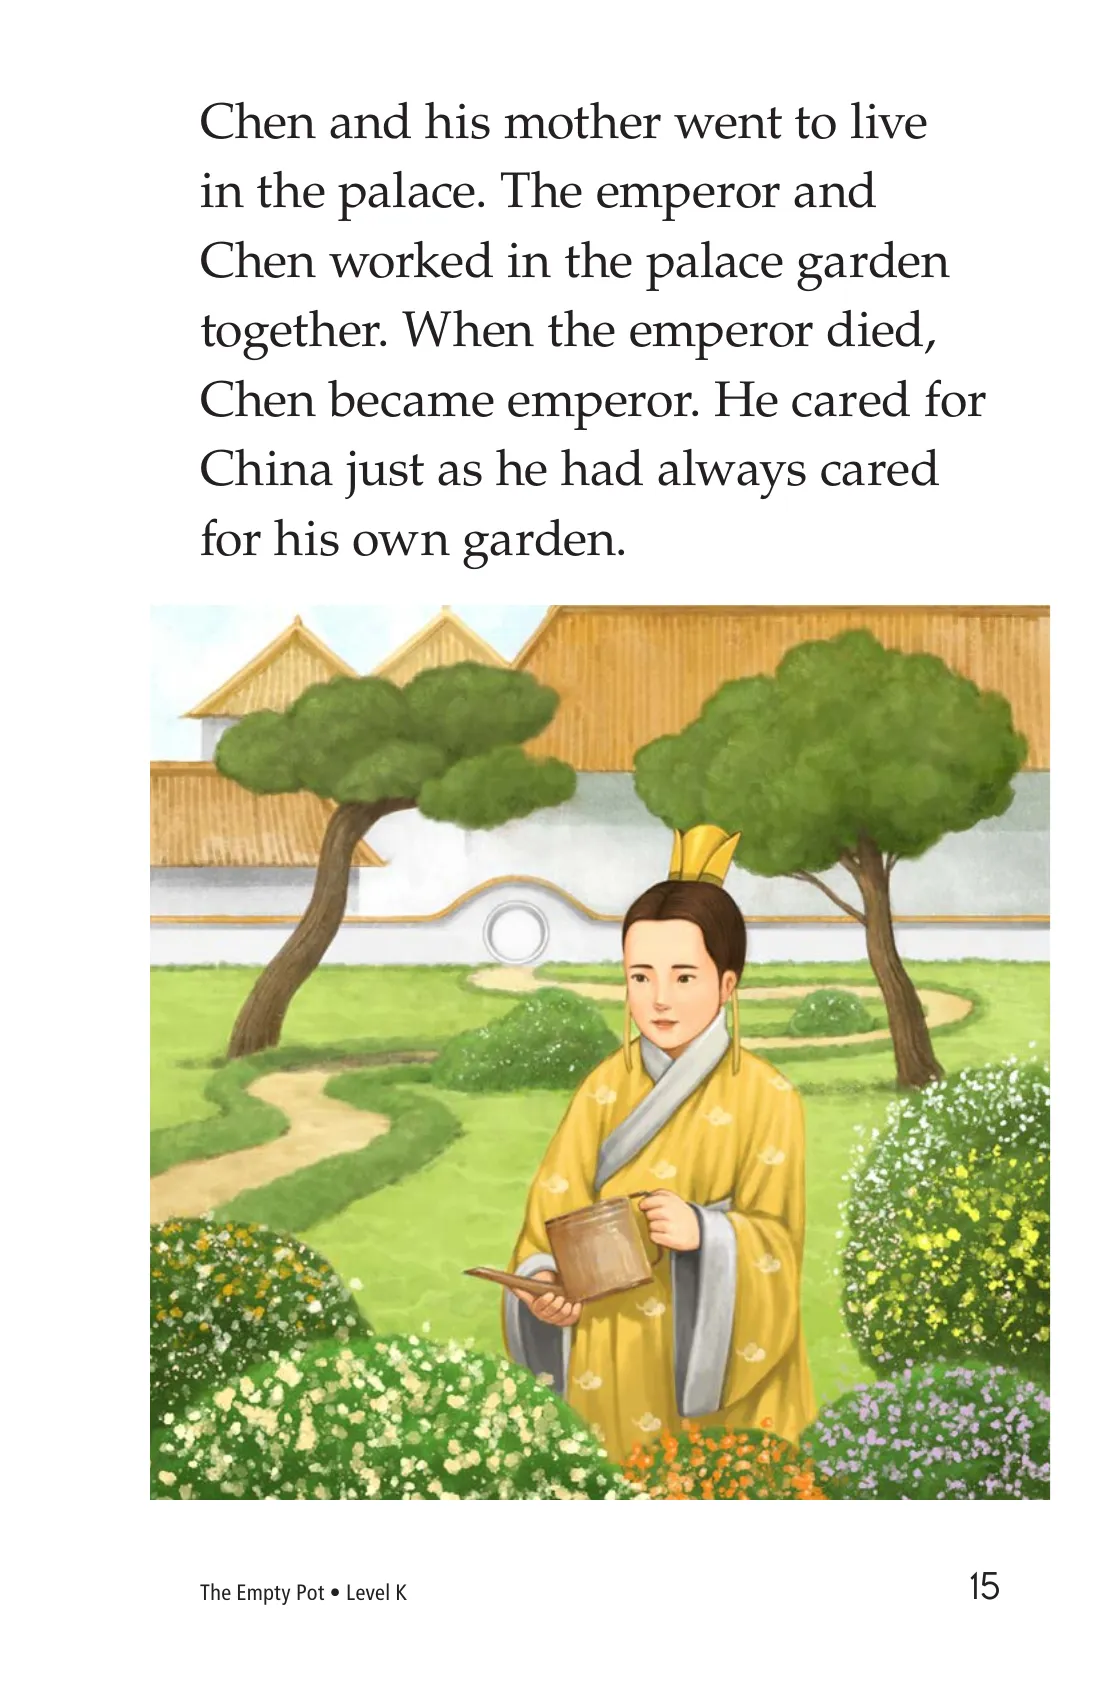 Chen and his mother went to live
in the palace. The emperor and
Chen worked in the palace garden
together. When the emperor died,
Chen became emperor. He cared for
China just as he had always cared
for his own garden.
The Empty Pot • Level K
15